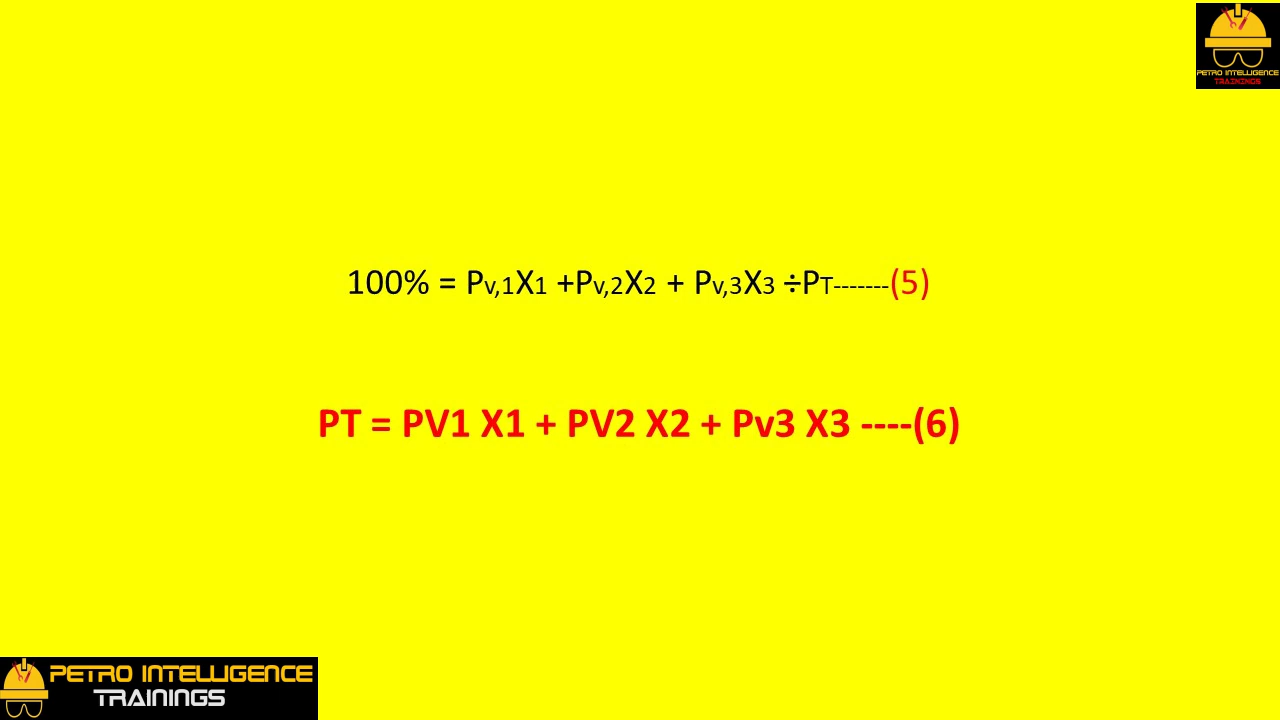 PETRO INTELLIGENCE
TRAININGS
100% = Pv,1X1 +Pv,2X2 + Pv,3X3 ÷PT-------(5)
PT = PV1 X1 + PV2 X2 + Pv3 X3 ----(6)
PETRO INTELLIGENCE
TRAININGS